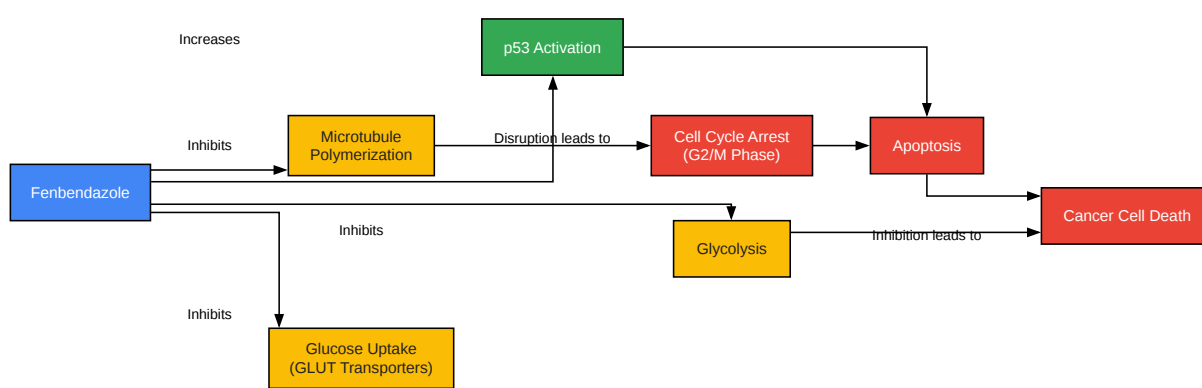 Increases
p53 Activation
Inhibits
Microtubule
Polymerization
Disruption leads to
Cell Cycle Arrest
(G2/M Phase)
Apoptosis
Fenbendazole
Cancer Cell Death
Inhibits
Glycolysis
Inhibition leads to
Inhibits
Glucose Uptake
(GLUT Transporters)